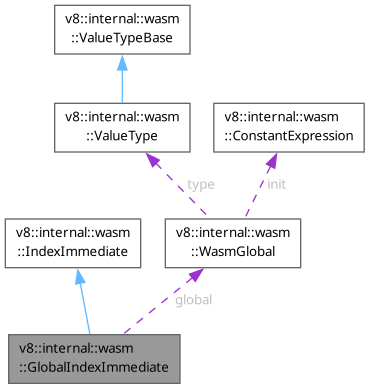 v8::internal::wasm
::ValueTypeBase
v8::internal::wasm
::ValueType
v8::internal::wasm
::ConstantExpression
type
init
v8::internal::wasm
::IndexImmediate
v8::internal::wasm
::WasmGlobal
global
v8::internal::wasm
::GlobalIndexImmediate